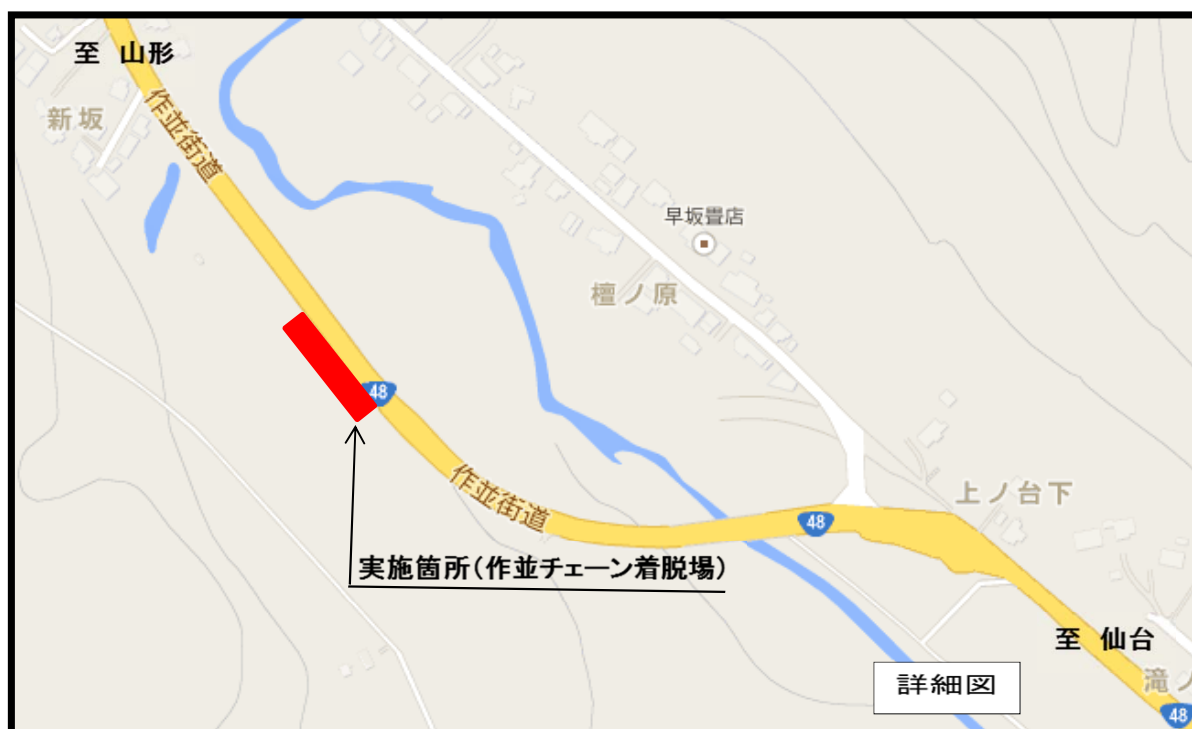 至 山形
新坂
作並街道
早坂畳店
檀ノ原
48
作並街道
上ノ台下
48
実施箇所(作並チェーン着脱場)
至 仙台
詳細図
滝ノ
48